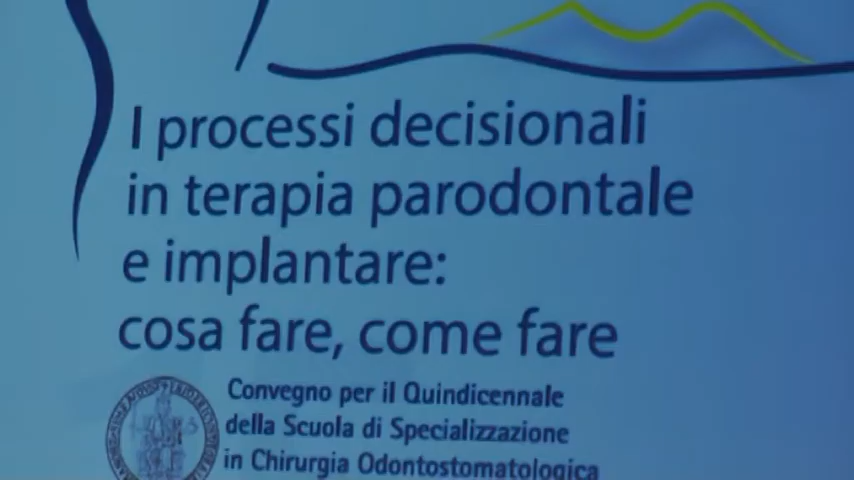 I processi decisionali
in terapia parodontale
e implantare:
cosa fare, come fare
Convegno per il Quindicennale
della Scuola di Specializzazione
in Chirurgia Odontostomatologica